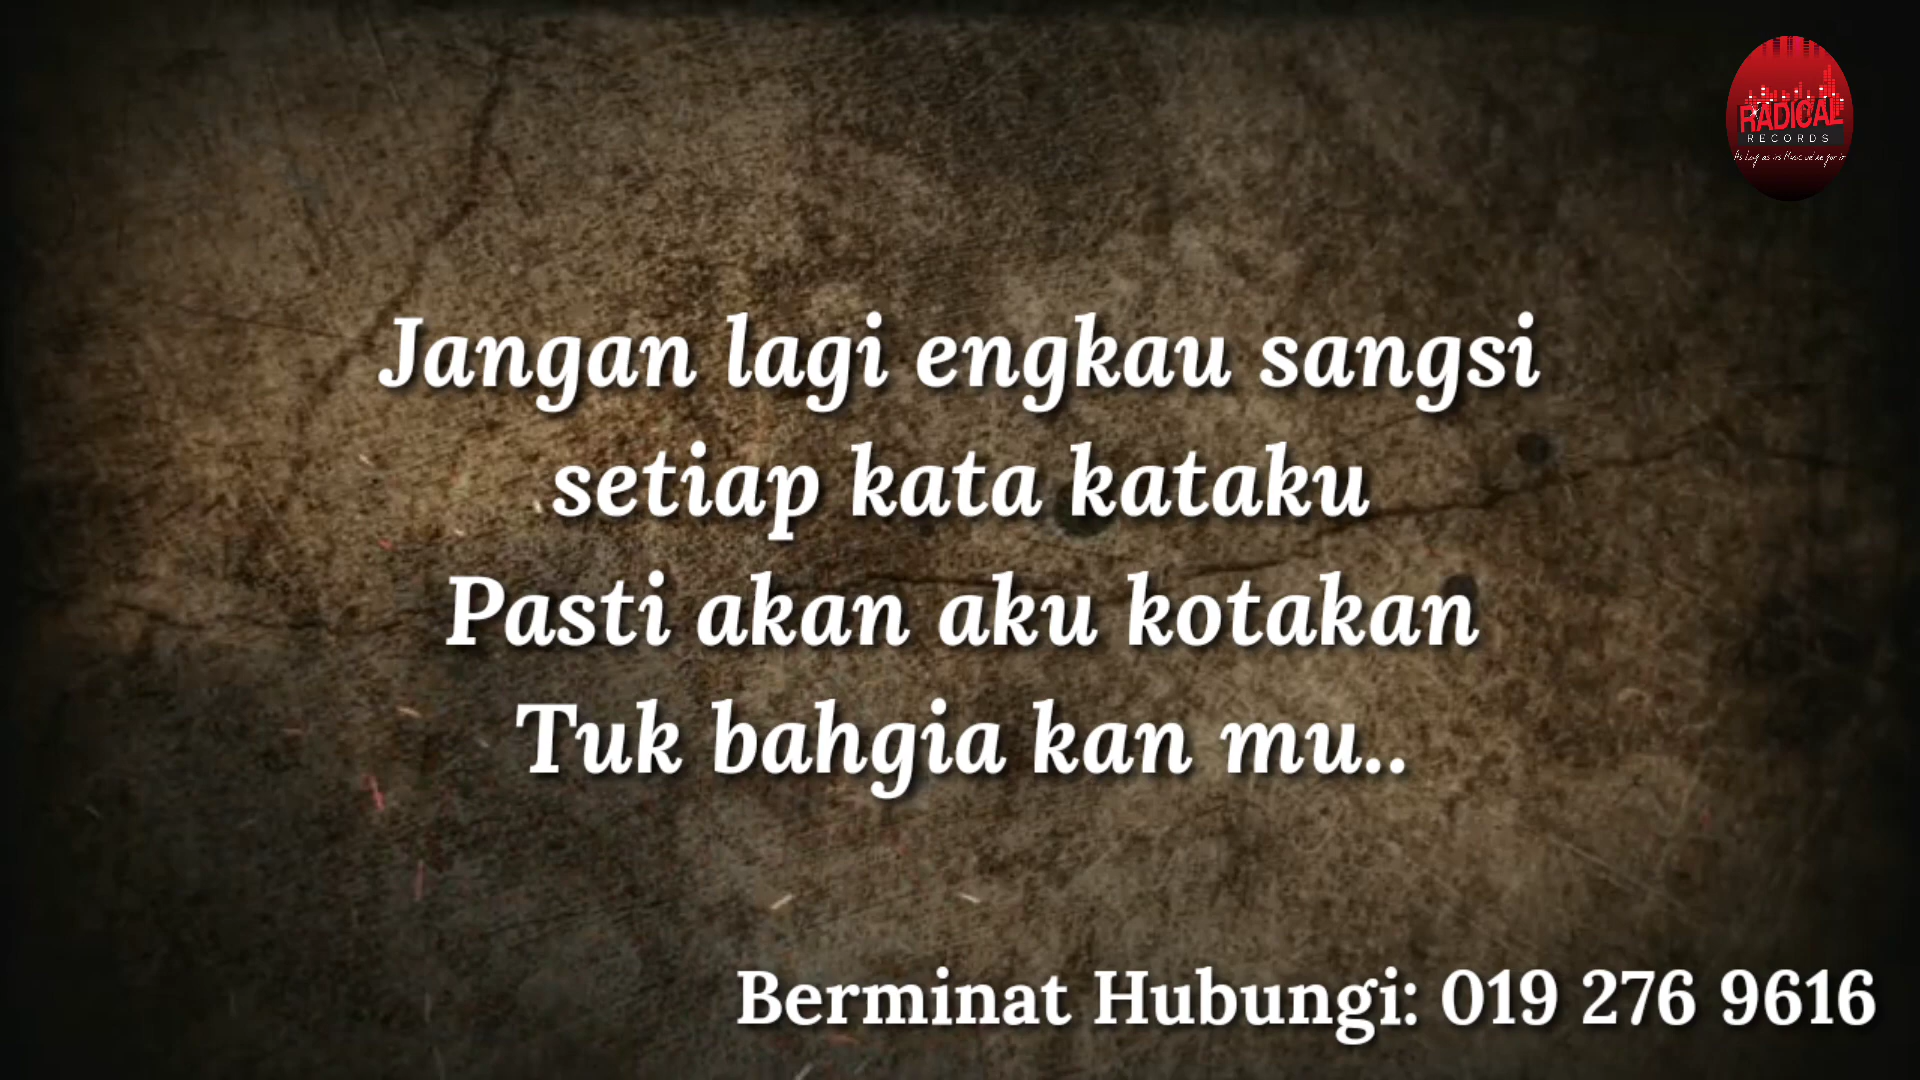 RADICAL
RECORDS
Jangan lagi engkau sangsi
setiap kata kataku
Pasti akan aku kotakan
Tuk bahgia kan mu..
Berminat Hubungi: 019 276 9616